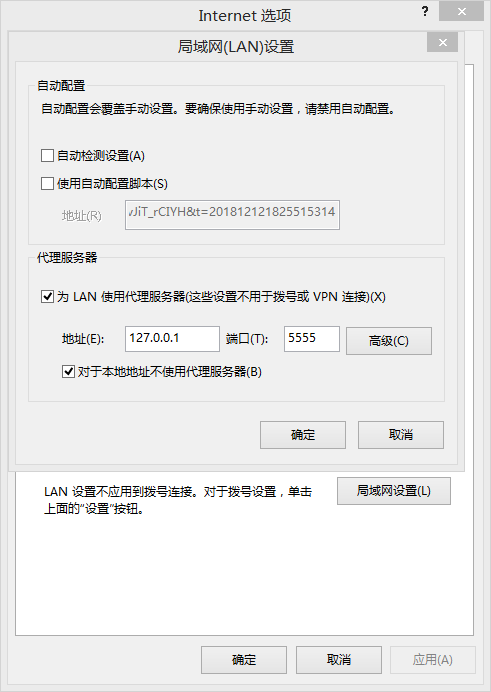 Internet 选项
?
局域网(LAN)设置
自动配置
自动配置会覆盖手动设置。要确保使用手动设置，请禁用自动配置。
自动检测设置(A)
使用自动配置脚本(S)
地址(R)
JiT_rCIYH&t=201812121825515314
代理服务器
为 LAN 使用代理服务器(这些设置不用于拨号或 VPN 连接)(X)
地址(E): 127.0.0.1 端口(T): 5555 高级(C)
对于本地地址不使用代理服务器(B)
确定 取消
LAN 设置不应用到拨号连接。对于拨号设置，单击
上面的“设置”按钮。
局域网设置(L)
确定 取消 应用(A)